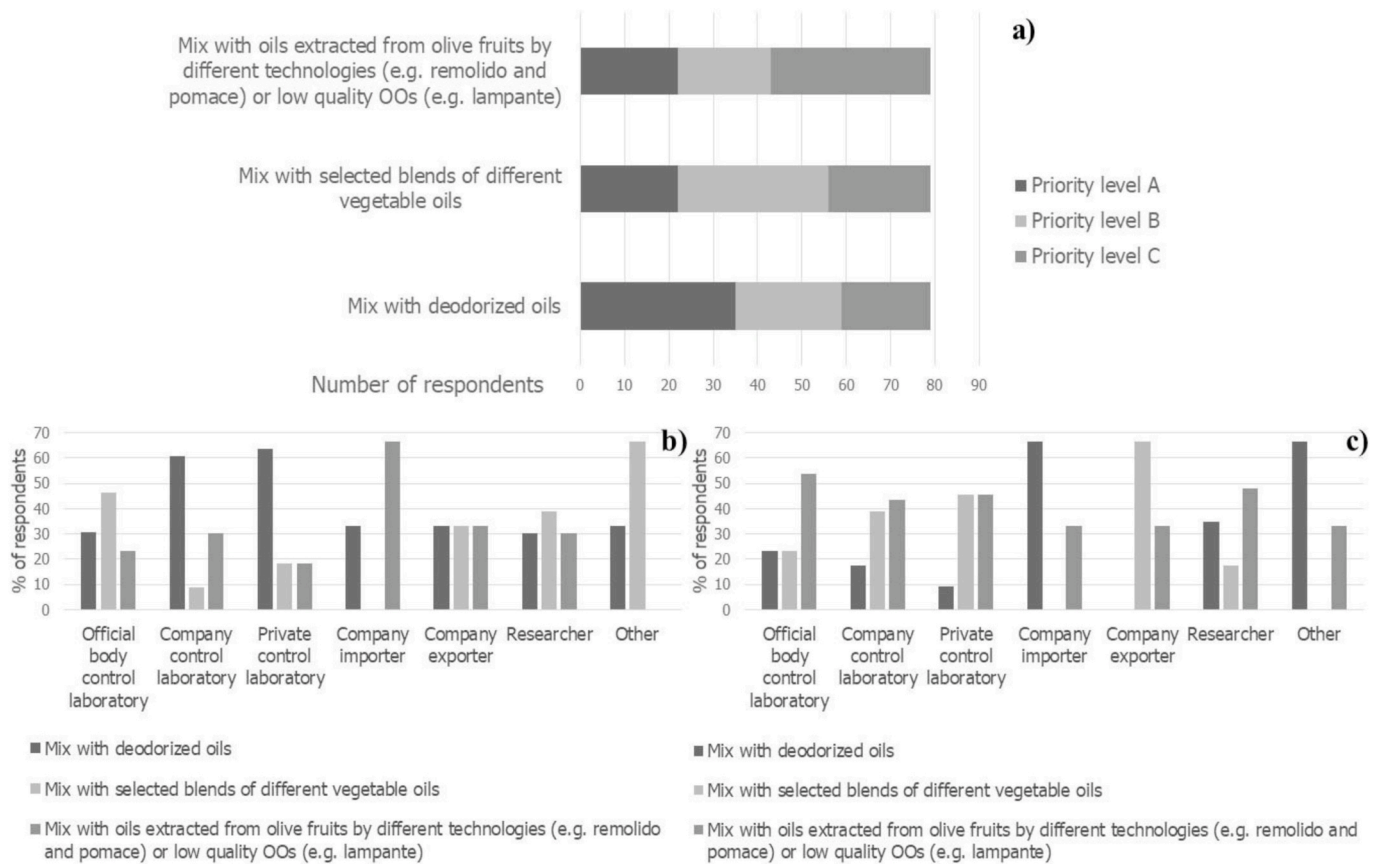 a)
Mix with oils extracted from olive fruits by
different technologies (e.g. remolido and
pomace) or low quality OOs (e.g. lampante)
Mix with selected blends of different
vegetable oils
Mix with deodorized oils
Number of respondents
0 10 20 30 40 50 60 70 80 90
Priority level A
Priority level B
Priority level C
b)
% of respondents
70
60
50
40
30
20
10
0
Official
body
control
laboratory
Company
control
laboratory
Private
control
laboratory
Company
importer
Company
exporter
Researcher
Other
Mix with deodorized oils
Mix with selected blends of different vegetable oils
Mix with oils extracted from olive fruits by different technologies (e.g. remolido
and pomace) or low quality OOs (e.g. lampante)
c)
% of respondents
70
60
50
40
30
20
10
0
Official
body
control
laboratory
Company
control
laboratory
Private
control
laboratory
Company
importer
Company
exporter
Researcher
Other
Mix with deodorized oils
Mix with selected blends of different vegetable oils
Mix with oils extracted from olive fruits by different technologies (e.g. remolido and
pomace) or low quality OOs (e.g. lampante)